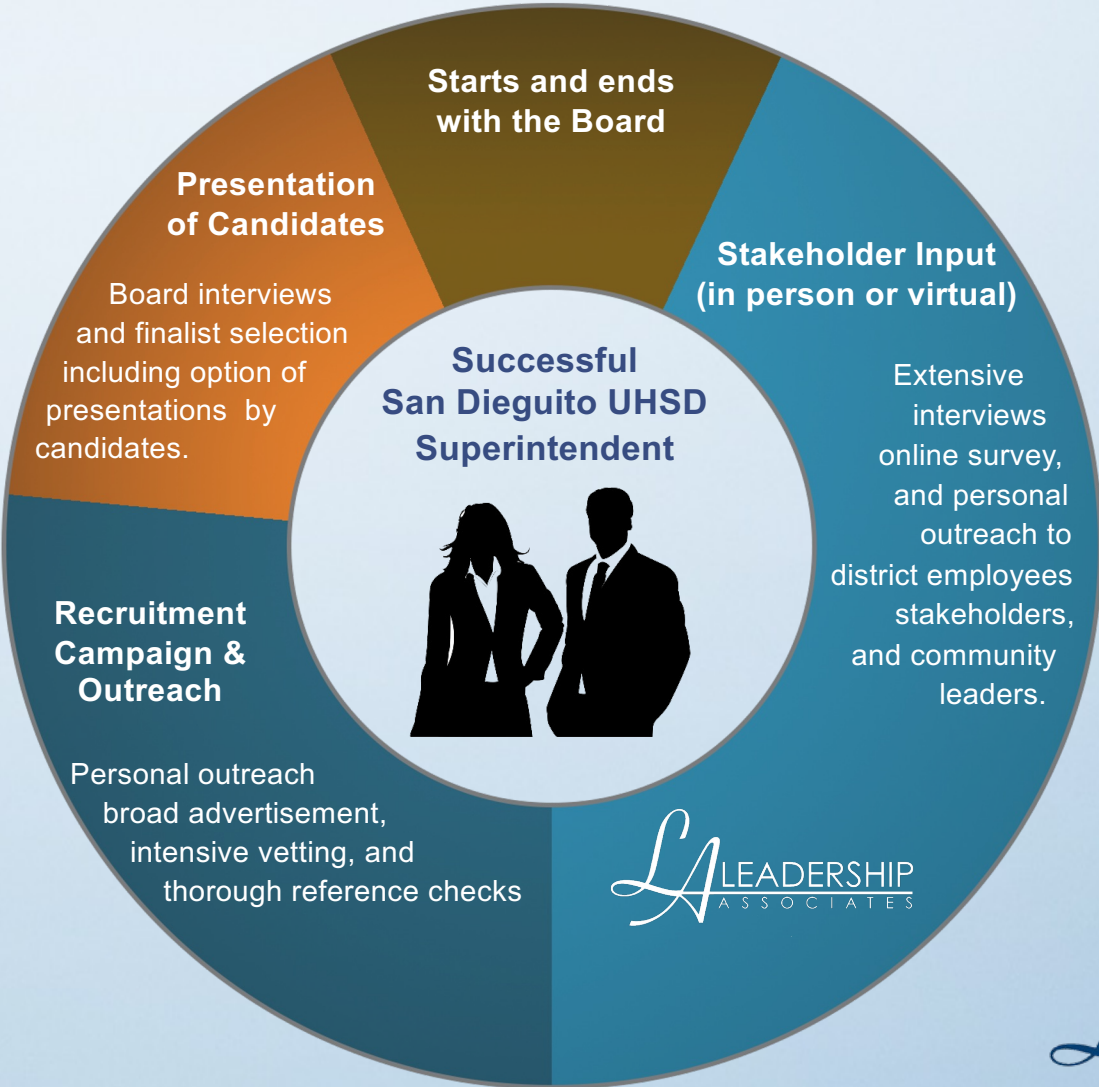 Starts and ends
with the Board
Stakeholder Input
(in person or virtual)
Extensive
interviews
online survey,
and personal
outreach to
district employees
stakeholders,
and community
leaders.
LA LEADERSHIP
ASSOCIATES
Recruitment
Campaign &
Outreach
Personal outreach
broad advertisement,
intensive vetting, and
thorough reference checks
Presentation
of Candidates
Board interviews
and finalist selection
including option of
presentations by
candidates.
Successful
San Dieguito UHSD
Superintendent